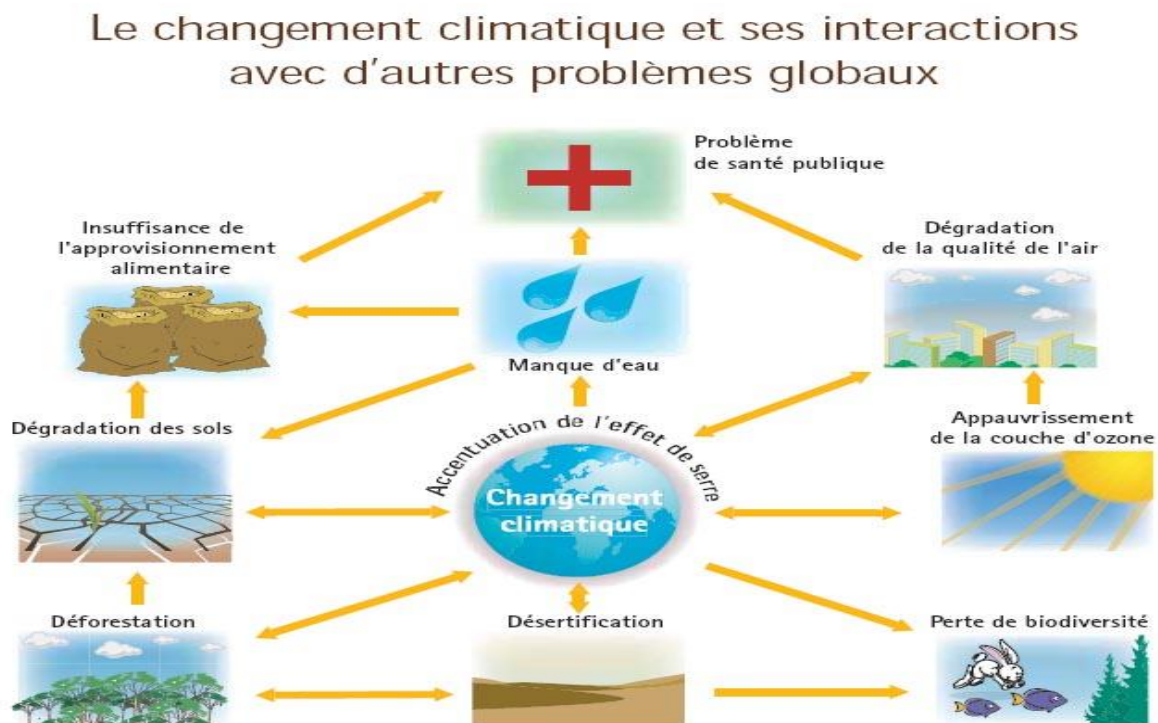 Le changement climatique et ses interactions
avec d'autres problèmes globaux
Problème
de santé publique
Insuffisance de
l'approvisionnement
alimentaire
Dégradation
de la qualité de l'air
Manque d'eau
Dégradation des sols
Accentuation de l'effet de serre
Changement
climatique
Appauvrissement
de la couche d'ozone
Déforestation
Désertification
Perte de biodiversité